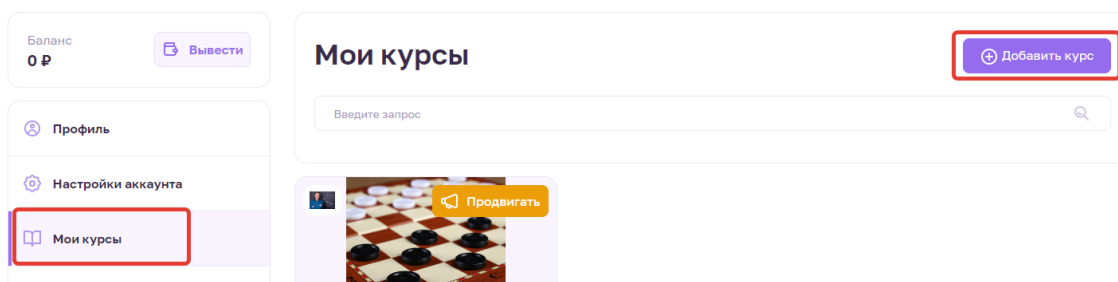 Баланс
0 ₽
Вывести
Профиль
Настройки аккаунта
Мои курсы
Мои курсы
Добавить курс
Введите запрос
Продвигать